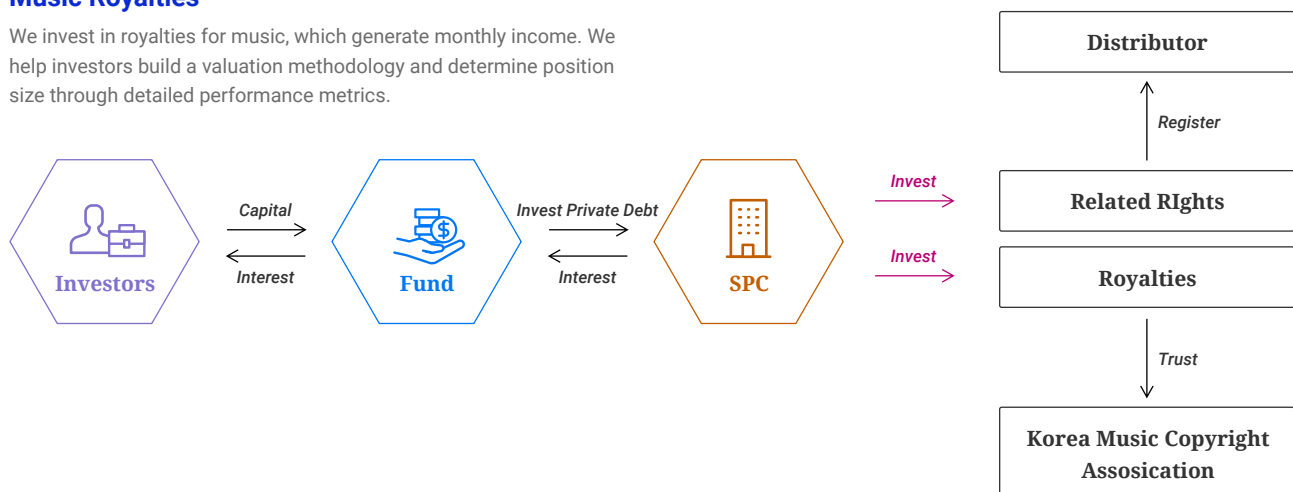 Music Royalties
We invest in royalties for music, which generate monthly income. We
help investors build a valuation methodology and determine position
size through detailed performance metrics.
Investors
Capital
Interest
Fund
Invest Private Debt
Interest
SPC
Invest
Invest
Distributor
Register
Related RIghts
Royalties
Trust
Korea Music Copyright
Assosication